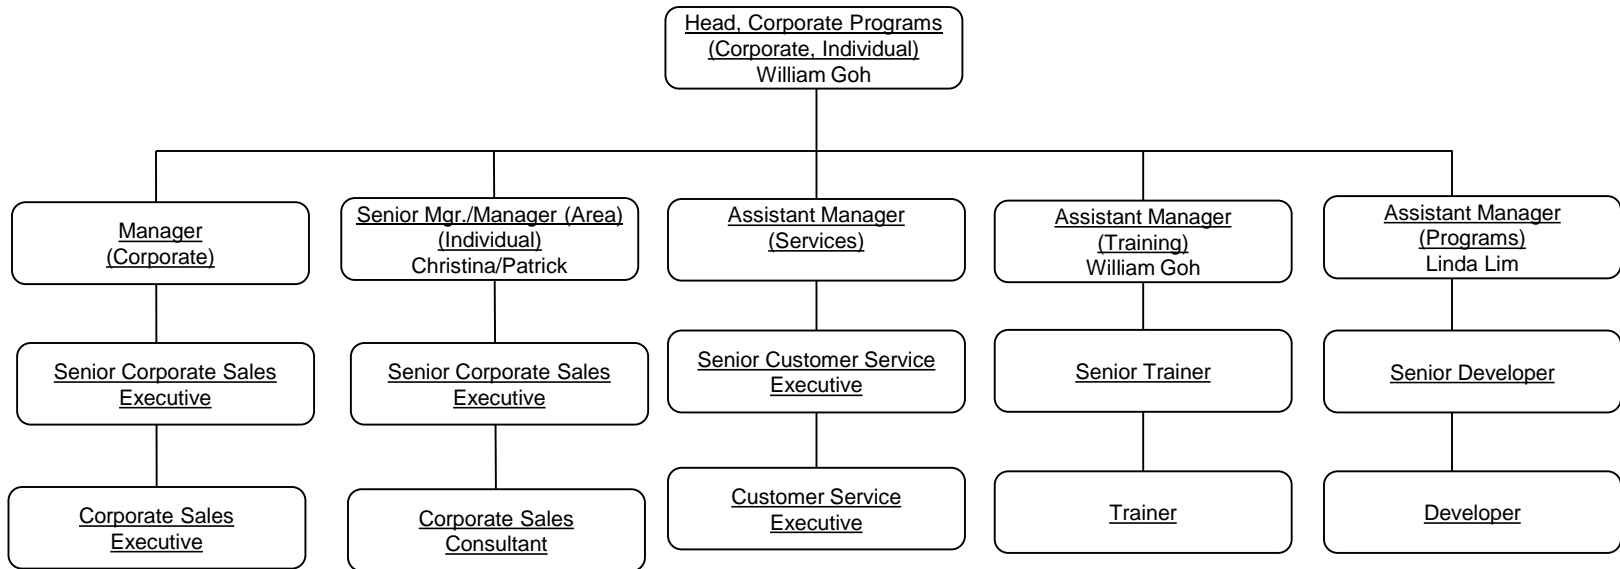 Head, Corporate Programs
(Corporate, Individual)
William Goh
Manager
(Corporate)
Senior Mgr./Manager (Area)
(Individual)
Christina/Patrick
Assistant Manager
(Services)
Assistant Manager
(Training)
William Goh
Assistant Manager
(Programs)
Linda Lim
Senior Corporate Sales
Executive
Senior Corporate Sales
Executive
Senior Customer Service
Executive
Senior Trainer
Senior Developer
Corporate Sales
Executive
Corporate Sales
Consultant
Customer Service
Executive
Trainer
Developer